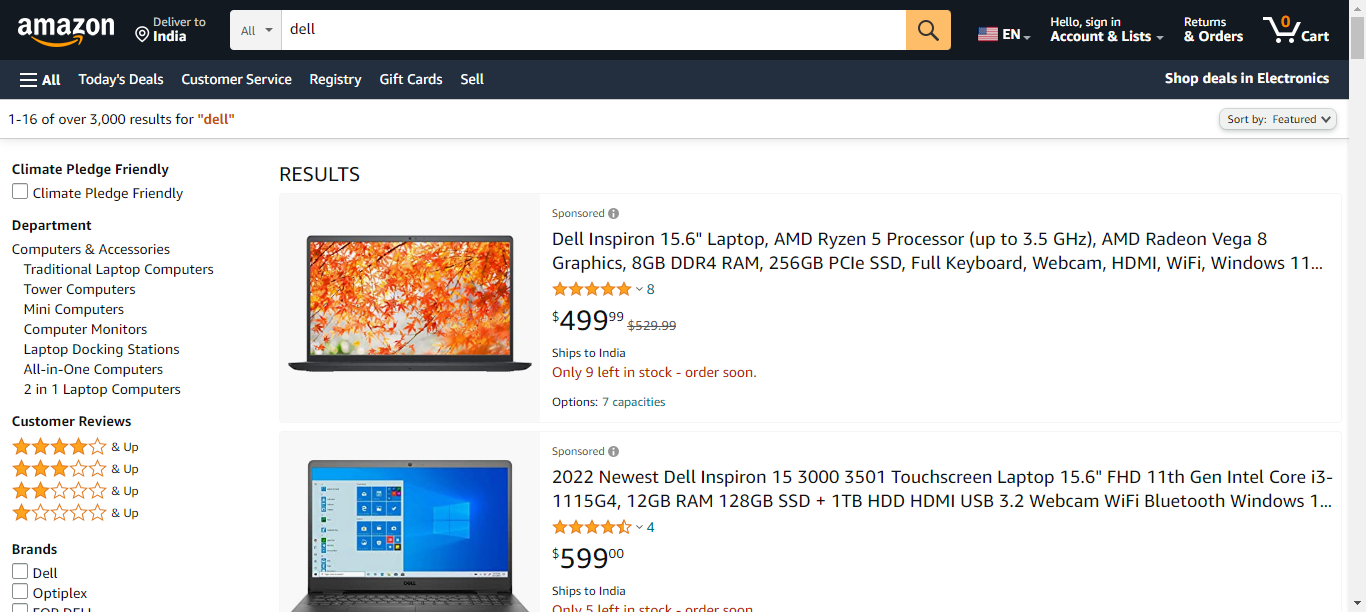 amazon
Deliver to
India
All
dell
EN
Hello, sign in
Account & Lists
Returns
& Orders
0
Cart
All
Today's Deals
Customer Service
Registry
Gift Cards
Sell
Shop deals in Electronics
1-16 of over 3,000 results for "dell"
Sort by: Featured
Climate Pledge Friendly
Climate Pledge Friendly
Department
Computers & Accessories
Traditional Laptop Computers
Tower Computers
Mini Computers
Computer Monitors
Laptop Docking Stations
All-in-One Computers
2 in 1 Laptop Computers
Customer Reviews
& Up
& Up
& Up
& Up
Brands
Dell
Optiplex
FOR DELL
RESULTS
Sponsored
Dell Inspiron 15.6" Laptop, AMD Ryzen 5 Processor (up to 3.5 GHz), AMD Radeon Vega 8
Graphics, 8GB DDR4 RAM, 256GB PCIe SSD, Full Keyboard, Webcam, HDMI, WiFi, Windows 11...
8
$499 99 $529.99
Ships to India
Only 9 left in stock - order soon.
Options: 7 capacities
Sponsored
2022 Newest Dell Inspiron 15 3000 3501 Touchscreen Laptop 15.6" FHD 11th Gen Intel Core i3-
1115G4, 12GB RAM 128GB SSD + 1TB HDD HDMI USB 3.2 Webcam WiFi Bluetooth Windows 1...
4
$599 00
Ships to India
Only 5 left in stock - order soon.
DELL